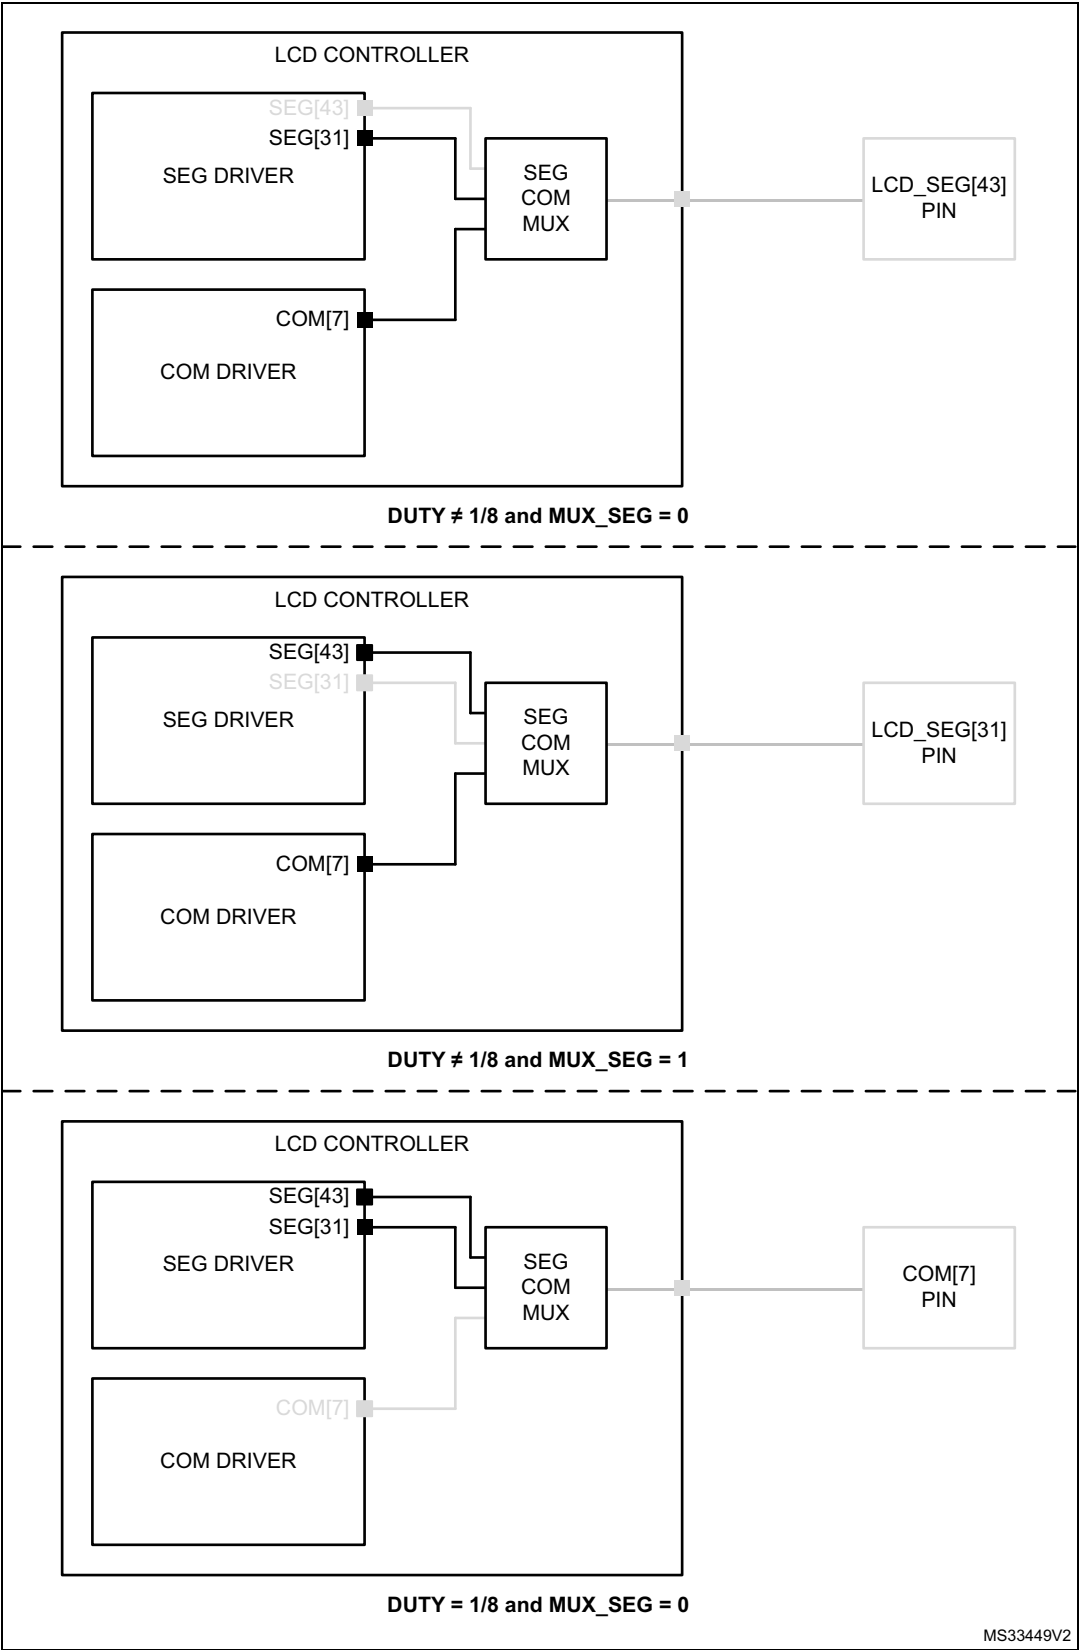 LCD CONTROLLER
SEG[43]
SEG[31]
SEG DRIVER
SEG
COM
MUX
LCD_SEG[43]
PIN
COM[7]
COM DRIVER
DUTY ≠ 1/8 and MUX_SEG = 0
LCD CONTROLLER
SEG[43]
SEG[31]
SEG DRIVER
SEG
COM
MUX
LCD_SEG[31]
PIN
COM[7]
COM DRIVER
DUTY ≠ 1/8 and MUX_SEG = 1
LCD CONTROLLER
SEG[43]
SEG[31]
SEG DRIVER
SEG
COM
MUX
COM[7]
PIN
COM[7]
COM DRIVER
DUTY = 1/8 and MUX_SEG = 0
MS33449V2